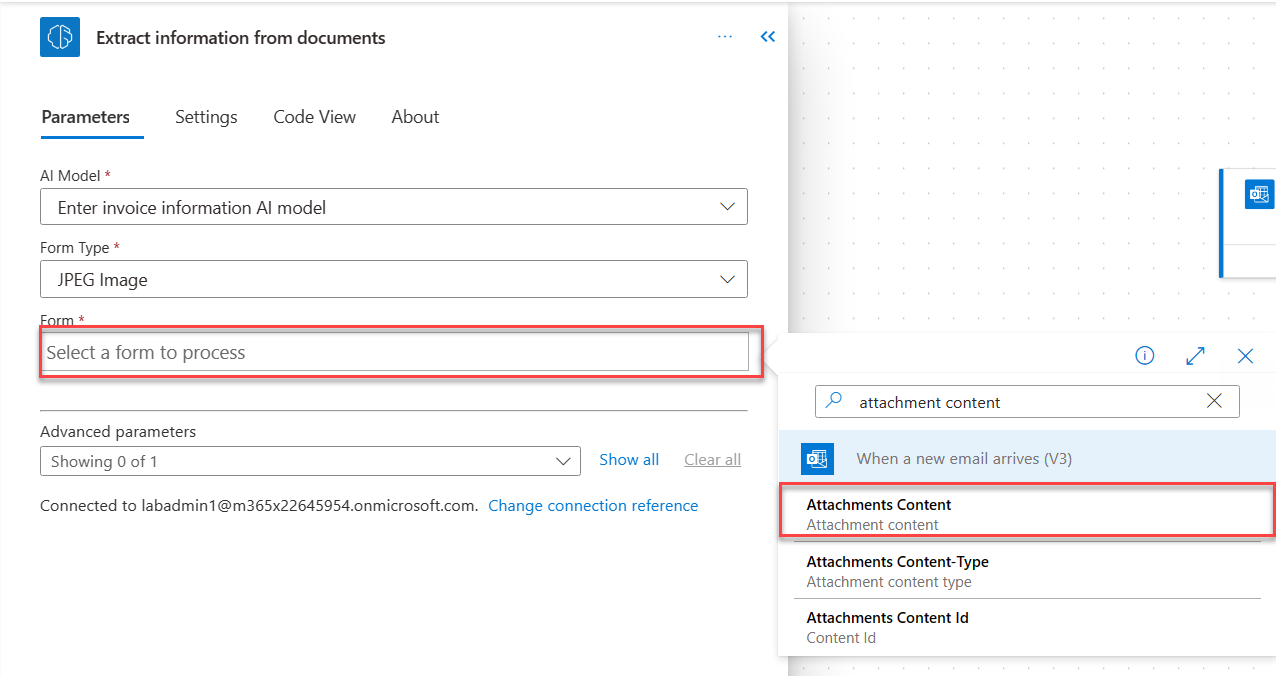 Extract information from documents
...
Parameters Settings Code View About
AI Model *
Enter invoice information AI model
Form Type *
JPEG Image
Form *
Select a form to process
Advanced parameters
Showing 0 of 1 Show all Clear all
Connected to labadmin1@m365x22645954.onmicrosoft.com. Change connection reference
attachment content
When a new email arrives (V3)
Attachments Content
Attachment content
Attachments Content-Type
Attachment content type
Attachments Content Id
Content Id